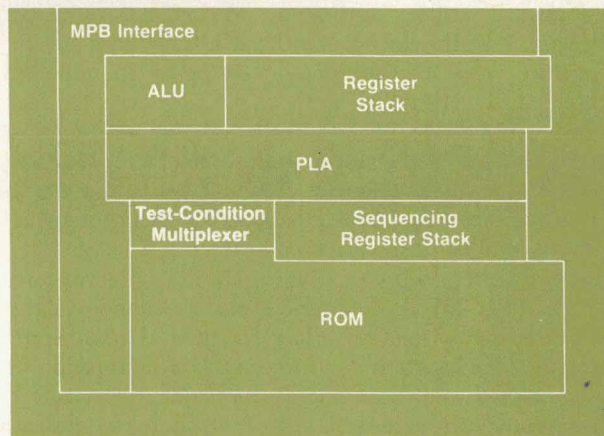 MPB Interface
ALU
Register
Stack
PLA
Test-Condition
Multiplexer
Sequencing
Register Stack
ROM